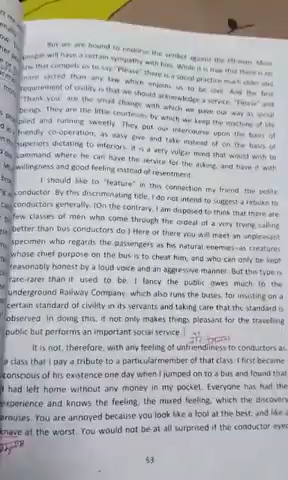 But we are bound to endorse the verdict against the lift-man. Most
people will have a certain sympathy with him. While it is true that there is no
law that compels us to say "Please", there is a social practice much older and
more sacred than any law which enjoins us to be civil. And the first
requirement of civility is that we should acknowledge a service. "Please" and
"Thank you" are the small change with which we pave our way as social
beings. They are the little courtesies by which we keep the machine of life
oiled and running sweetly. They put our intercourse upon the basis of
friendly co-operation, as easy give and take instead of on the basis of
superiors dictating to inferiors. It is a very vulgar mind that would wish to
command where he can have the service for the asking, and have it with
willingness and good feeling instead of resentment.
I should like to "feature" in this connection my friend the polite
conductor. By this discriminating title, I do not intend to suggest a rebuke to
conductors generally. (On the contrary, I am disposed to think that there are
few classes of men who come through the ordeal of a very trying calling
better than bus conductors do.) Here or there you will meet an unpleasant
specimen who regards the passengers as his natural enemies-as creatures
whose chief purpose on the bus is to cheat him, and who can only be kept
reasonably honest by a loud voice and an aggressive manner. But this type is
rare-rarer than it used to be. I fancy the public owes much to the
underground Railway Company, which also runs the buses, for insisting on a
certain standard of civility in its servants and taking care that the standard is
observed. In doing this, it not only makes things pleasant for the travelling
public but performs an important social service.
It is not, therefore, with any feeling of unfriendliness to conductors as
a class that I pay a tribute to a particularmember of that class. I first became
conscious of his existence one day when I jumped on to a bus and found that
I had left home without any money in my pocket. Everyone has had the
experience and knows the feeling, the mixed feeling, which the discovery
arouses. You are annoyed because you look like a fool at the best, and like a
knave at the worst. You would not be at all surprised if the conductor eyed
53